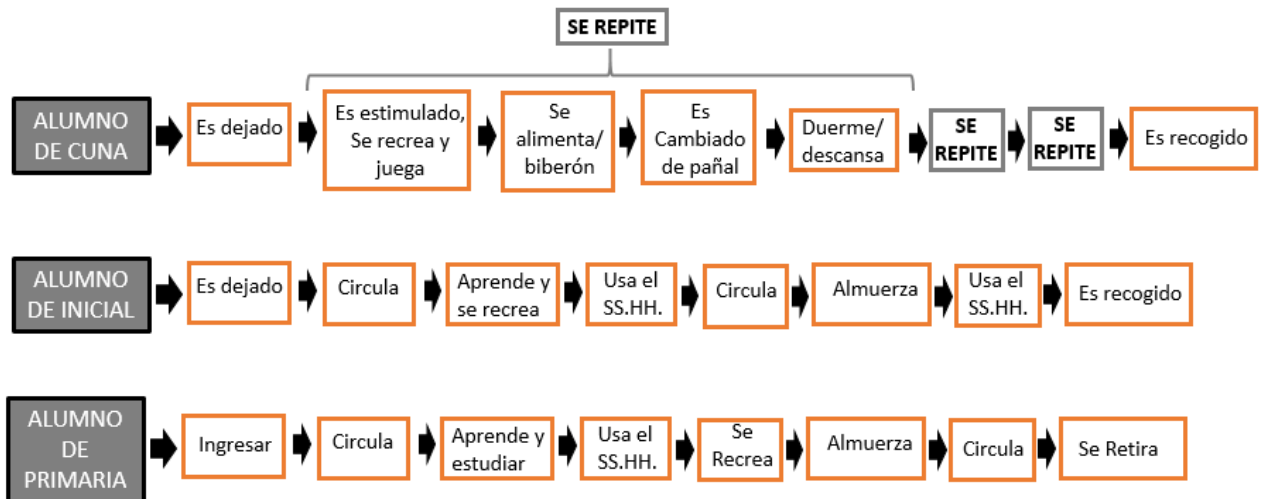 SE REPITE
ALUMNO
DE CUNA
Es dejado
Es estimulado,
Se recrea y
juega
Se
alimenta/
biberón
Es
Cambiado
de pañal
Duerme/
descansa
SE
REPITE
SE
REPITE
Es recogido
ALUMNO
DE INICIAL
Es dejado
Circula
Aprende y
se recrea
Usa el
SS.HH.
Circula
Almuerza
Usa el
SS.HH.
Es recogido
ALUMNO
DE
PRIMARIA
Ingresar
Circula
Aprende y
estudiar
Usa el
SS.HH.
Se
Recrea
Almuerza
Circula
Se Retira